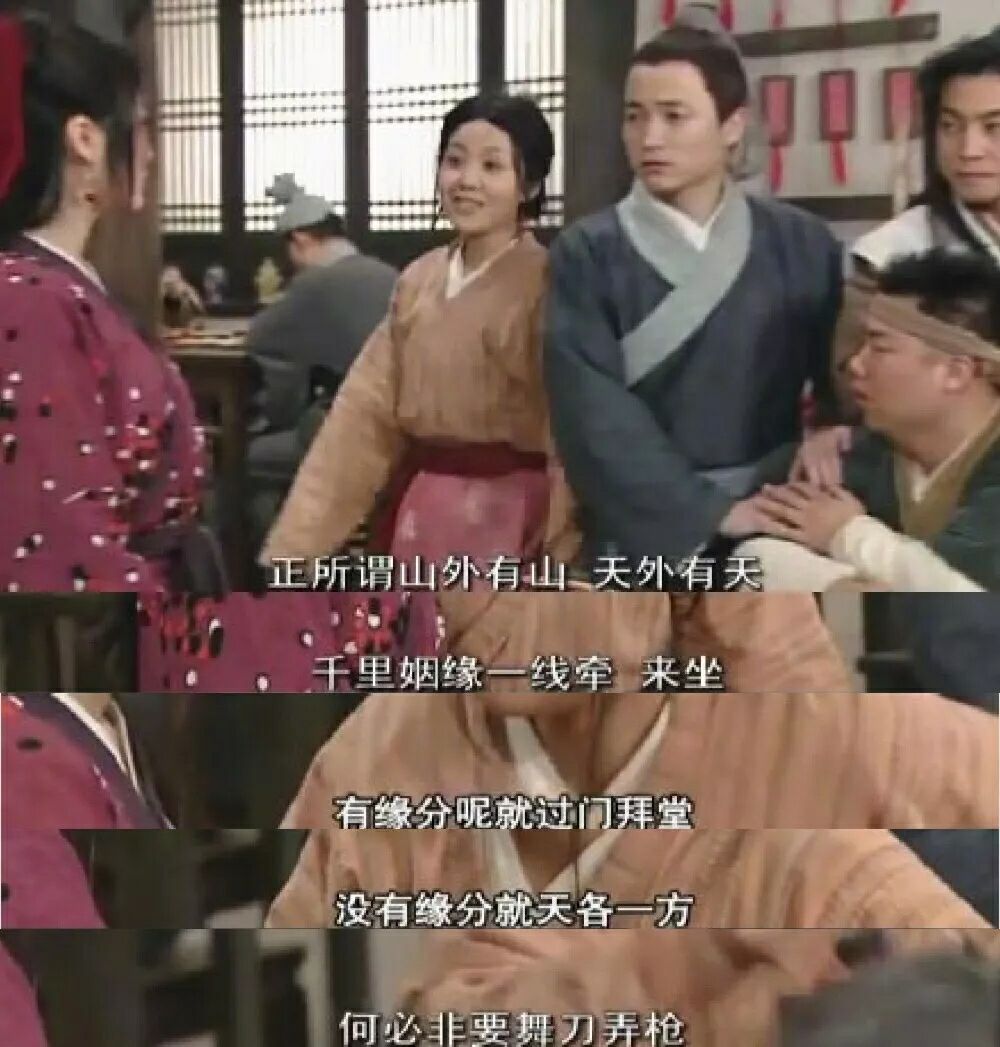 正所谓山外有山 天外有天
千里姻缘一线牵 来坐
有缘分呢就过门拜堂
没有缘分就天各一方
何必非要舞刀弄枪